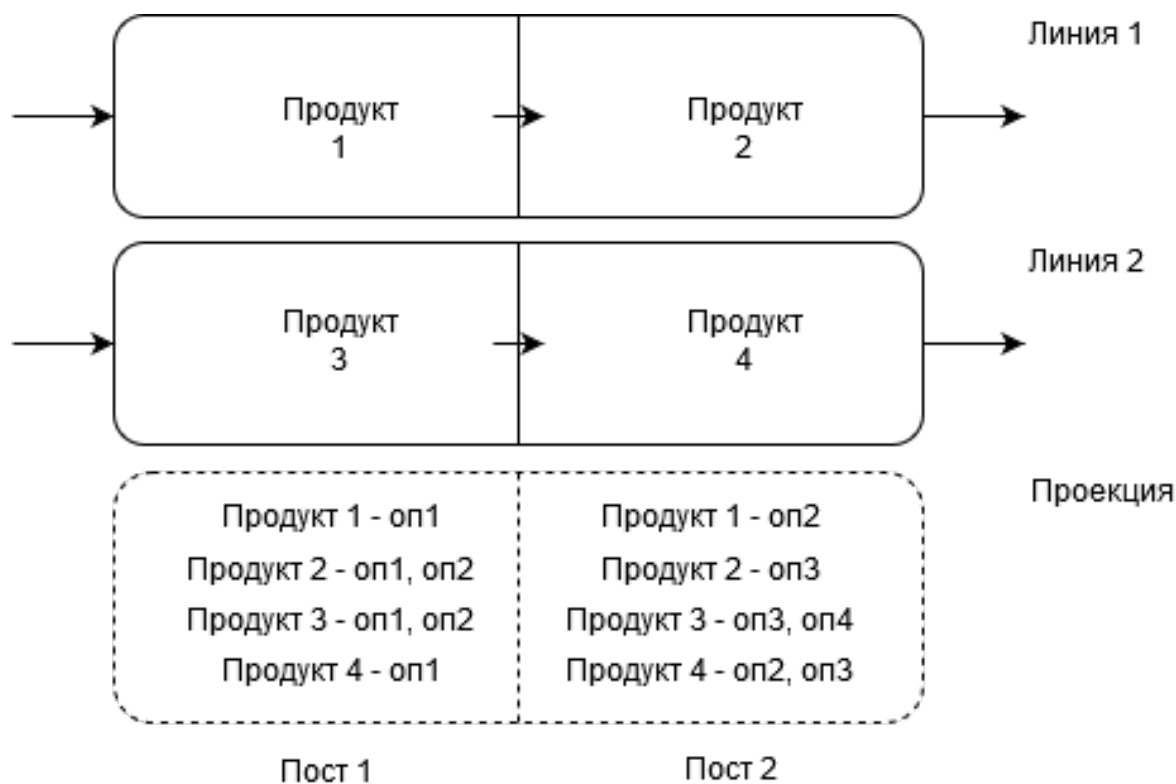 Линия 1
Продукт
1
Продукт
2
Линия 2
Продукт
3
Продукт
4
Проекция
Продукт 1 - оп1
Продукт 2 - оп1, оп2
Продукт 3 - оп1, оп2
Продукт 4 - оп1
Продукт 1 - оп2
Продукт 2 - оп3
Продукт 3 - оп3, оп4
Продукт 4 - оп2, оп3
Пост 1
Пост 2